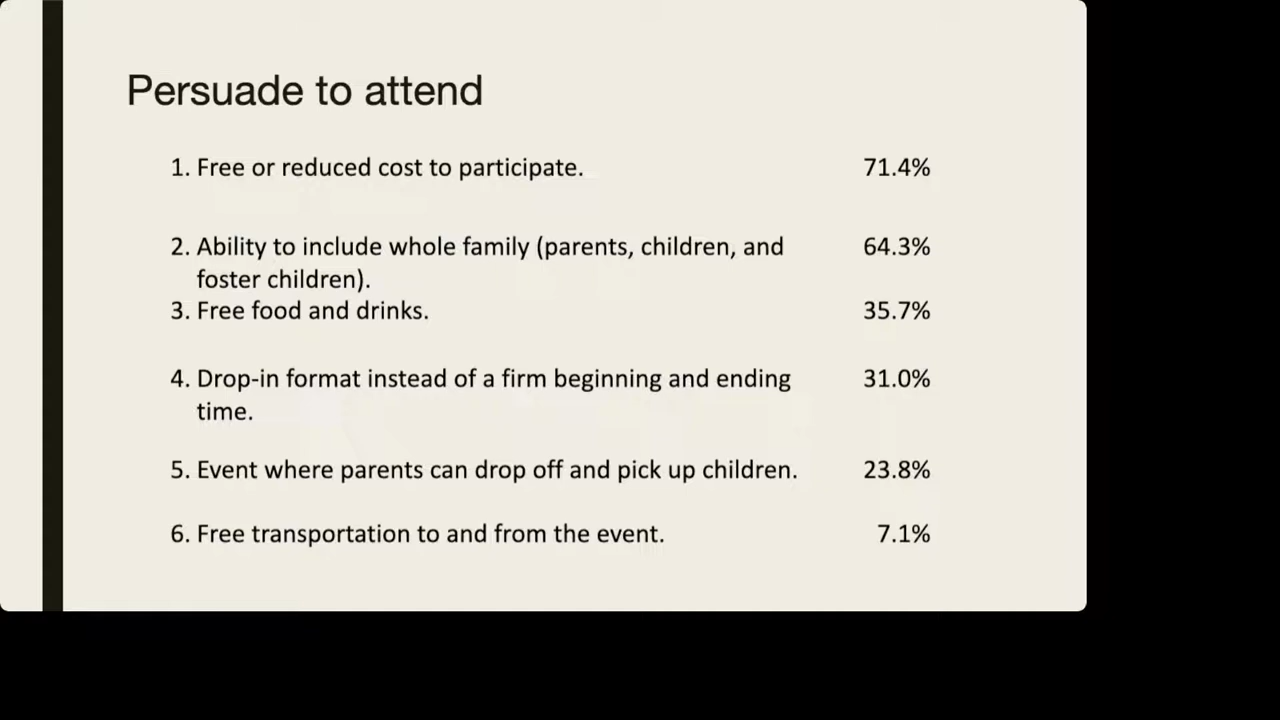 Persuade to attend
1. Free or reduced cost to participate. 71.4%
2. Ability to include whole family (parents, children, and 64.3%
foster children).
3. Free food and drinks. 35.7%
4. Drop-in format instead of a firm beginning and ending 31.0%
time.
5. Event where parents can drop off and pick up children. 23.8%
6. Free transportation to and from the event. 7.1%